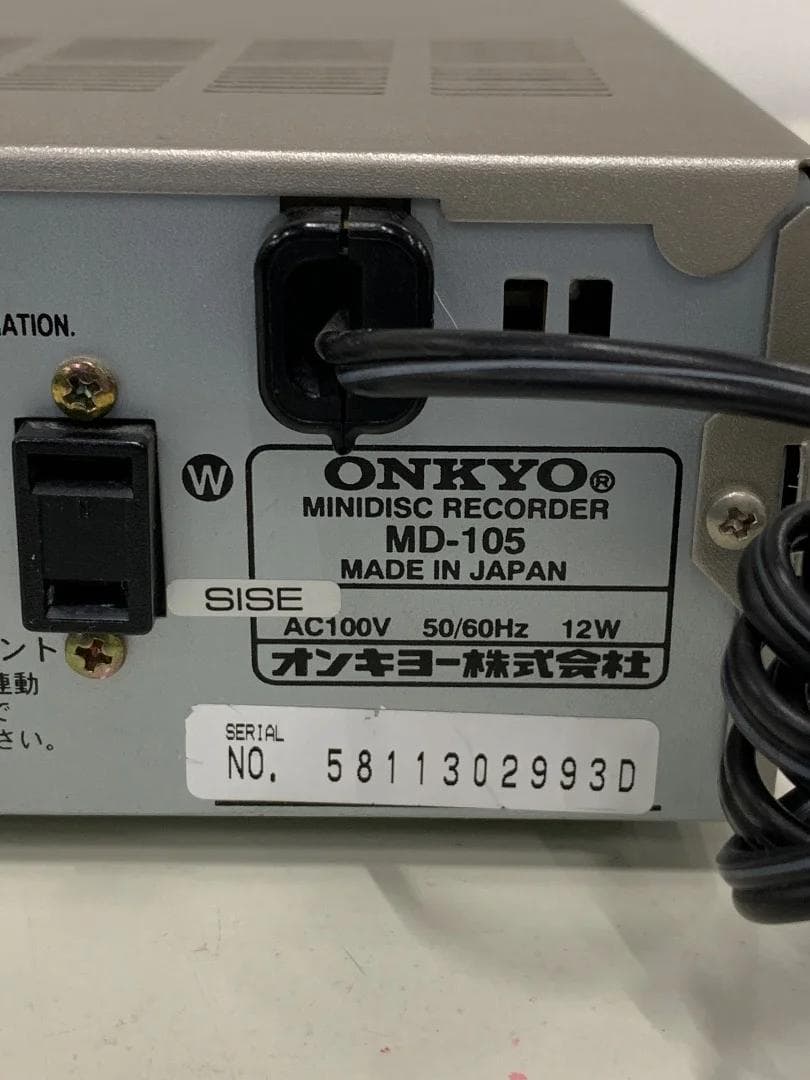 ATION.
W
ONKYO®
MINIDISC RECORDER
MD-105
MADE IN JAPAN
SISE
AC100V 50/60Hz 12W
オンキヨー株式会社
ント
連動
で
さい。
SERIAL
NO. 5811302993D